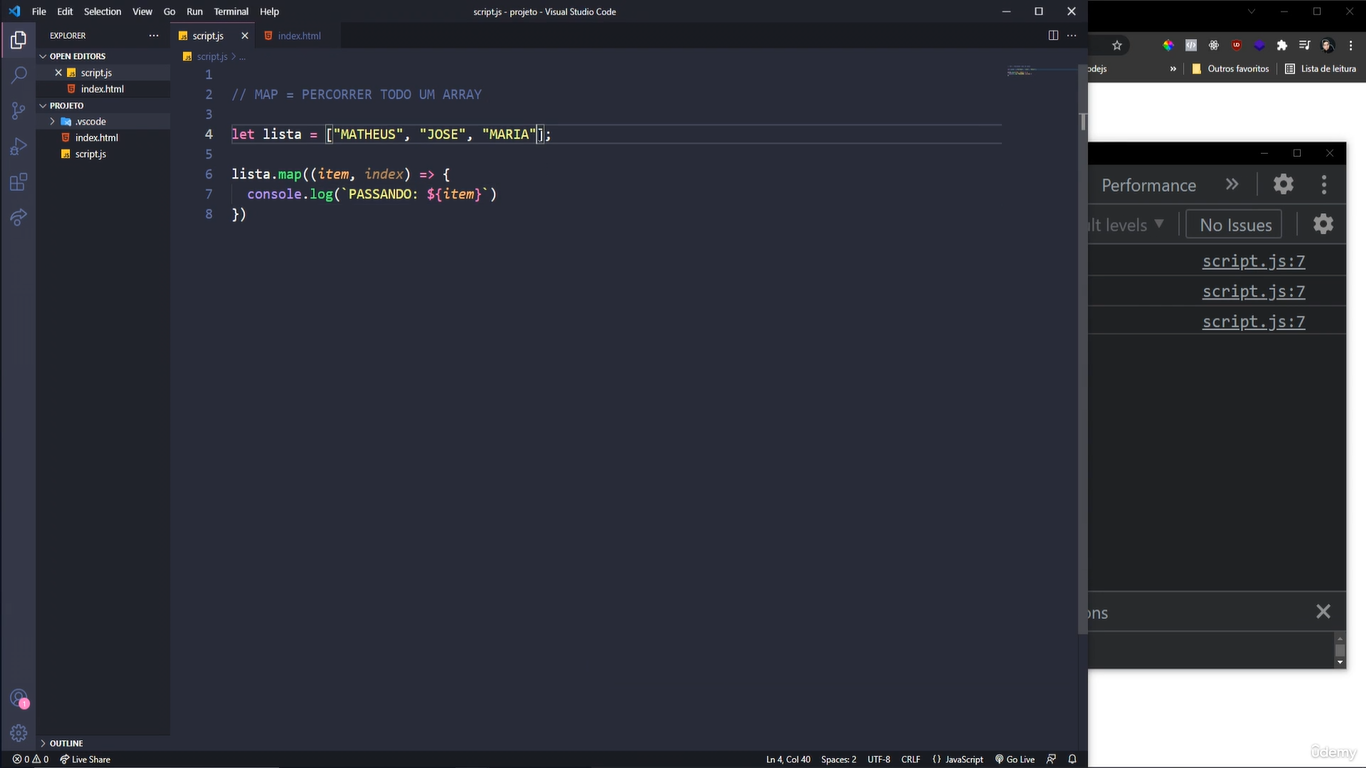 File Edit Selection View Go Run Terminal Help
script.js - projeto - Visual Studio Code
EXPLORER
OPEN EDITORS
script.js
index.html
PROJETO
.vscode
index.html
script.js
OUTLINE
script.js
index.html
script.js > ...
1
2 // MAP = PERCORRER TODO UM ARRAY
3
4 let lista = ["MATHEUS", "JOSE", "MARIA"];
5
6 lista.map((item, index) => {
7 console.log(`PASSANDO: ${item}`)
8 })
0 0 Live Share
Ln 4, Col 40 Spaces: 2 UTF-8 CRLF {} JavaScript Go Live
1
dejs » Outros favoritos Lista de leitura
Performance »
ult levels No Issues
script.js:7
script.js:7
script.js:7
ons
ûdemy